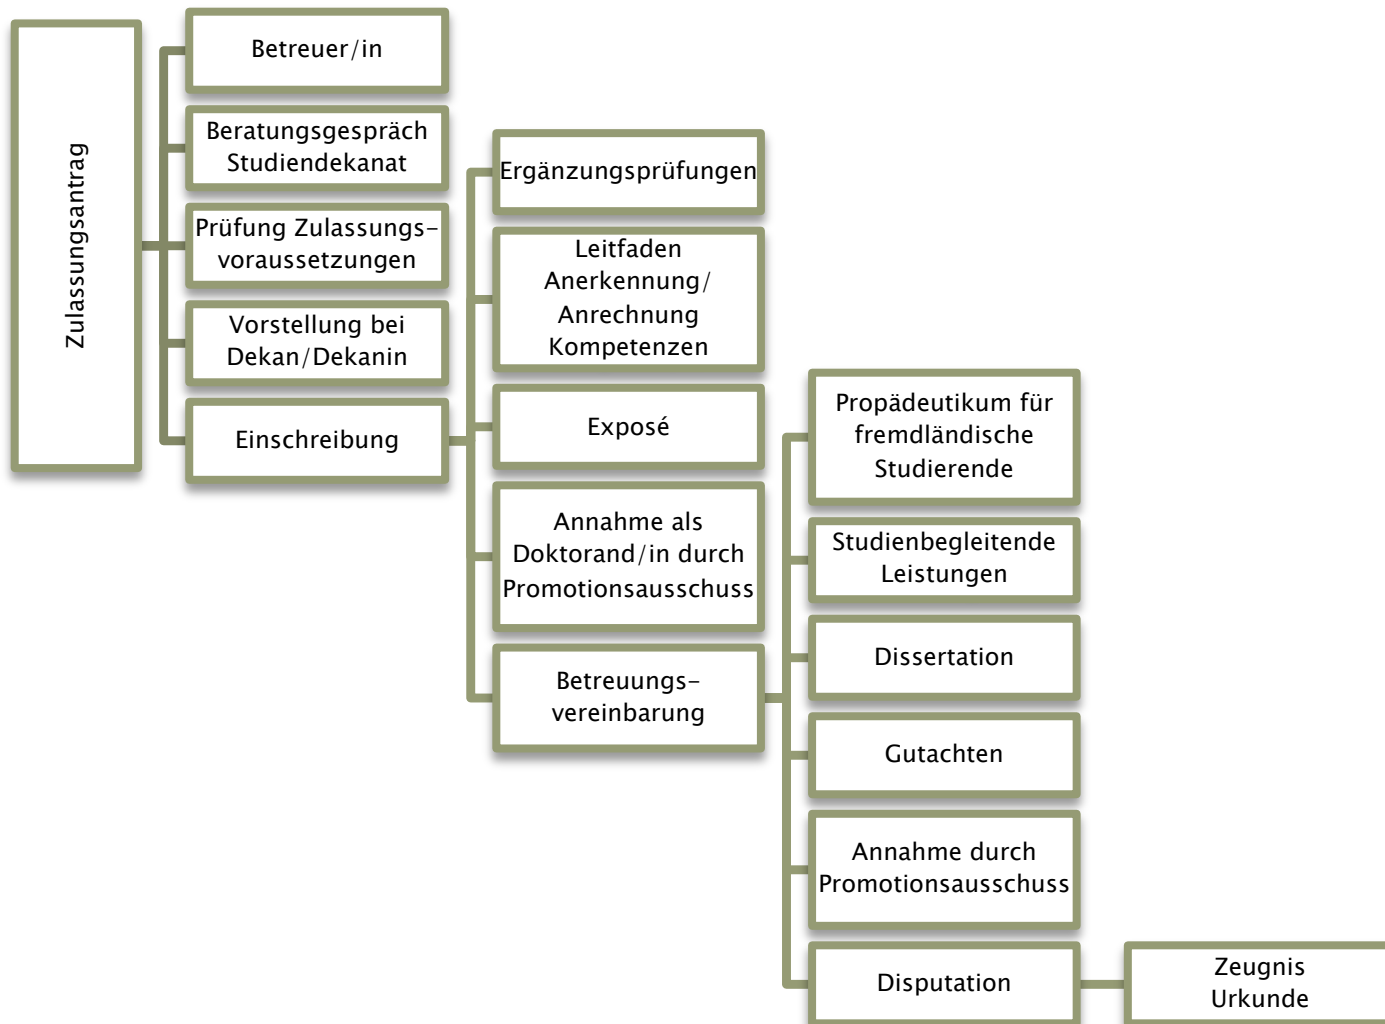 Zulassungsantrag
Betreuer/in
Beratungsgespräch
Studiendekanat
Prüfung Zulassungs-
voraussetzungen
Vorstellung bei
Dekan/Dekanin
Einschreibung
Ergänzungsprüfungen
Leitfaden
Anerkennung/
Anrechnung
Kompetenzen
Exposé
Annahme als
Doktorand/in durch
Promotionsausschuss
Betreuungs-
vereinbarung
Propädeutikum für
fremdländische
Studierende
Studienbegleitende
Leistungen
Dissertation
Gutachten
Annahme durch
Promotionsausschuss
Disputation
Zeugnis
Urkunde